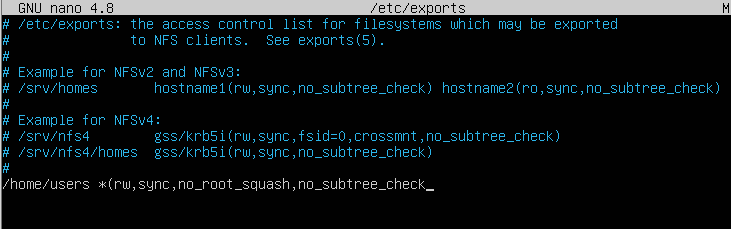 GNU nano 4.8 /etc/exports M
# /etc/exports: the access control list for filesystems which may be exported
# to NFS clients. See exports(5).
#
# Example for NFSv2 and NFSv3:
# /srv/homes hostname1(rw,sync,no_subtree_check) hostname2(ro,sync,no_subtree_check)
#
# Example for NFSv4:
# /srv/nfs4 gss/krb5i(rw,sync,fsid=0,crossmnt,no_subtree_check)
# /srv/nfs4/homes gss/krb5i(rw,sync,no_subtree_check)
#
/home/users *(rw,sync,no_root_squash,no_subtree_check_